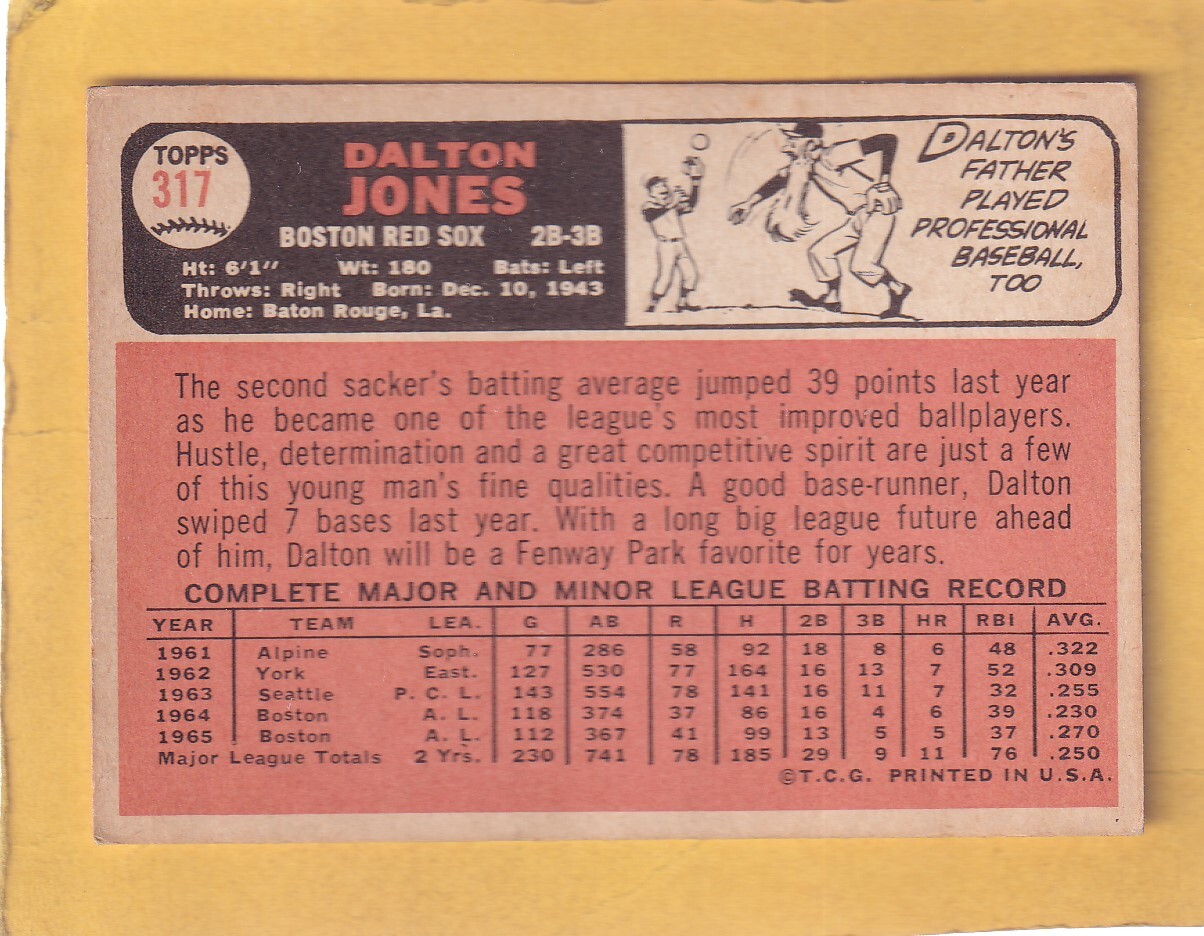 TOPPS
317
DALTON
JONES
BOSTON RED SOX 2B-3B
Ht: 6'1" Wt: 180 Bats: Left
Throws: Right Born: Dec. 10, 1943
Home: Baton Rouge, La.
DALTON'S
FATHER
PLAYED
PROFESSIONAL
BASEBALL,
TOO
The second sacker's batting average jumped 39 points last year
as he became one of the league's most improved ballplayers.
Hustle, determination and a great competitive spirit are just a few
of this young man's fine qualities. A good base-runner, Dalton
swiped 7 bases last year. With a long big league future ahead
of him, Dalton will be a Fenway Park favorite for years.
COMPLETE MAJOR AND MINOR LEAGUE BATTING RECORD
YEAR TEAM LEA. G AB R H 2B 3B HR RBI AVG.
1961 Alpine Soph. 77 286 58 92 18 8 6 48 .322
1962 York East. 127 530 77 164 16 13 7 52 .309
1963 Seattle P. C. L. 143 554 78 141 16 11 7 32 .255
1964 Boston A. L. 118 374 37 86 16 4 6 39 .230
1965 Boston A. L. 112 367 41 99 13 5 5 37 .270
Major League Totals 2 Yrs. 230 741 78 185 29 9 11 76 .250
©T.C.G. PRINTED IN U.S.A.